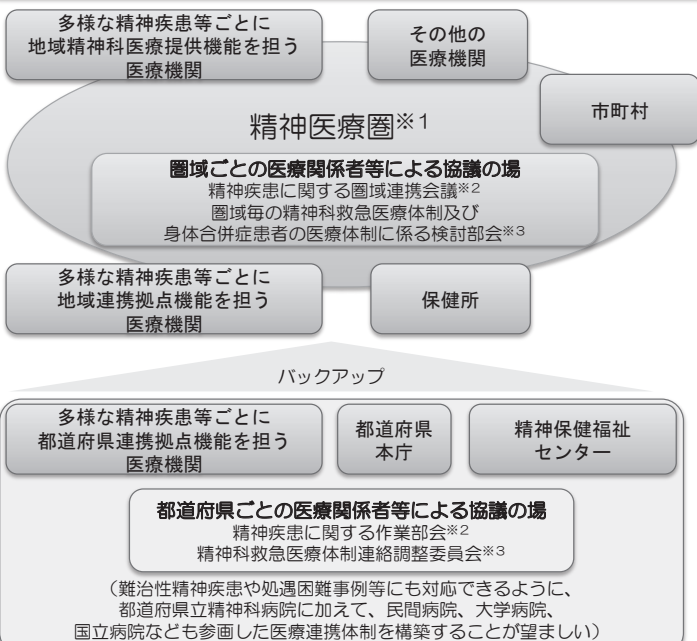 多様な精神疾患等ごとに
地域精神科医療提供機能を担う
医療機関
その他の
医療機関
市町村
精神医療圏※1
圏域ごとの医療関係者等による協議の場
精神疾患に関する圏域連携会議※2
圏域毎の精神科救急医療体制及び
身体合併症患者の医療体制に係る検討部会※3
多様な精神疾患等ごとに
地域連携拠点機能を担う
医療機関
保健所
バックアップ
多様な精神疾患等ごとに
都道府県連携拠点機能を担う
医療機関
都道府県
本庁
精神保健福祉
センター
都道府県ごとの医療関係者等による協議の場
精神疾患に関する作業部会※2
精神科救急医療体制連絡調整委員会※3
（難治性精神疾患や処遇困難事例等にも対応できるように、
都道府県立精神科病院に加えて、民間病院、大学病院、
国立病院なども参画した医療連携体制を構築することが望ましい）